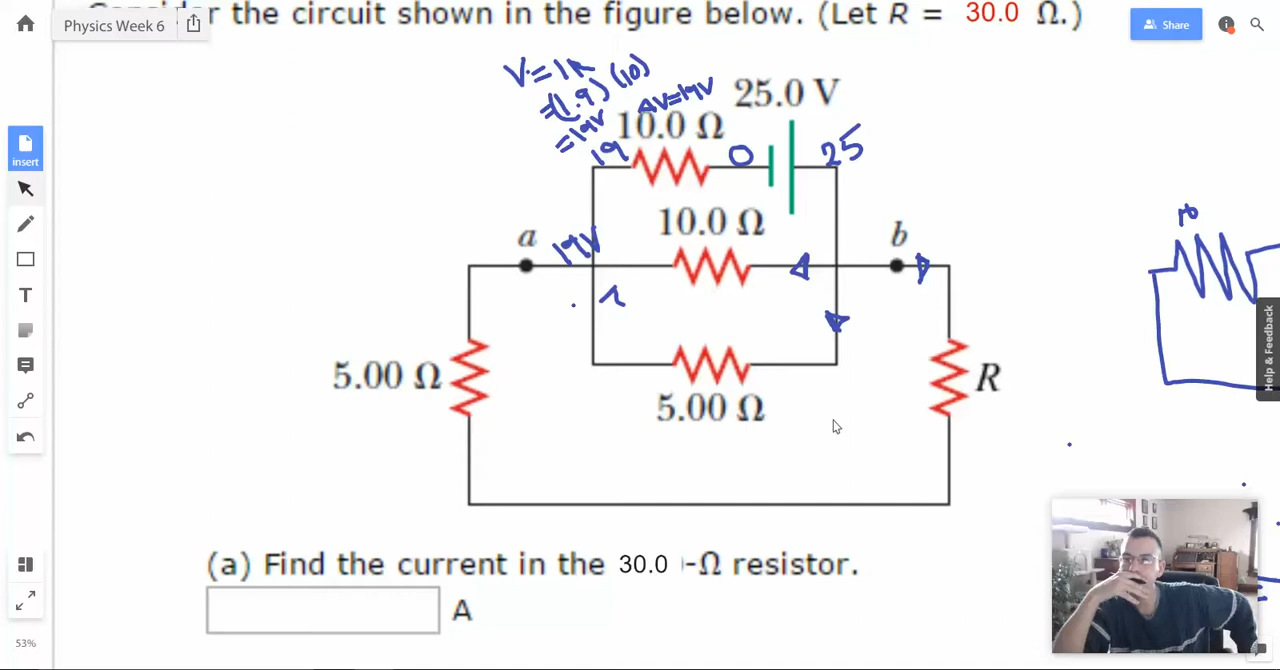 Consider the circuit shown in the figure below. (Let R = 30.0 Ω.)
Physics Week 6
Share
V = IR
= (1.9) (10)
= 19V
ΔV=19V
25.0 V
10.0 Ω
19
0
25
10.0 Ω
a
19V
b
10
insert
T
5.00 Ω
R
5.00 Ω
Help & Feedback
(a) Find the current in the 30.0 -Ω resistor.
A
53%